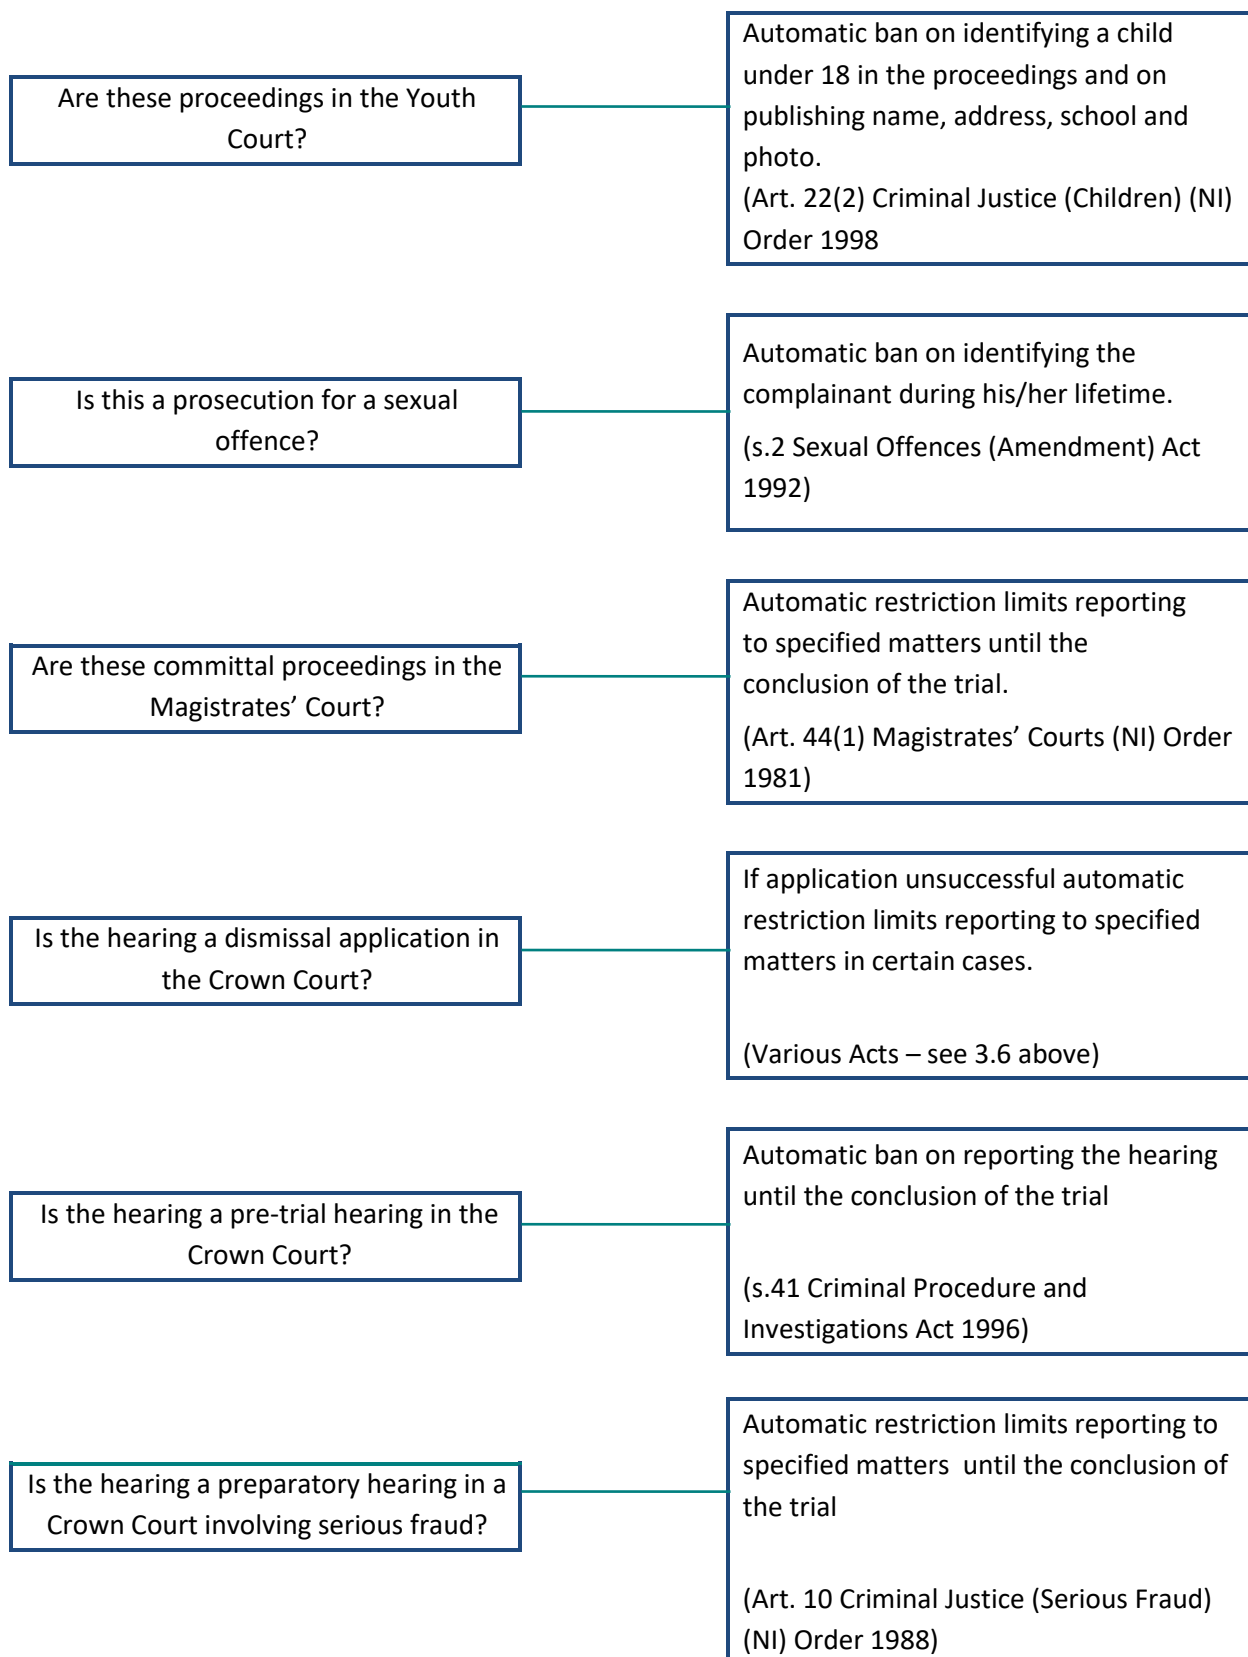 Are these proceedings in the Youth
Court?
Automatic ban on identifying a child
under 18 in the proceedings and on
publishing name, address, school and
photo.
(Art. 22(2) Criminal Justice (Children) (NI)
Order 1998
Is this a prosecution for a sexual
offence?
Automatic ban on identifying the
complainant during his/her lifetime.
(s.2 Sexual Offences (Amendment) Act
1992)
Are these committal proceedings in the
Magistrates’ Court?
Automatic restriction limits reporting
to specified matters until the
conclusion of the trial.
(Art. 44(1) Magistrates’ Courts (NI) Order
1981)
Is the hearing a dismissal application in
the Crown Court?
If application unsuccessful automatic
restriction limits reporting to specified
matters in certain cases.
(Various Acts – see 3.6 above)
Is the hearing a pre-trial hearing in the
Crown Court?
Automatic ban on reporting the hearing
until the conclusion of the trial
(s.41 Criminal Procedure and
Investigations Act 1996)
Is the hearing a preparatory hearing in a
Crown Court involving serious fraud?
Automatic restriction limits reporting to
specified matters  until the conclusion of
the trial
(Art. 10 Criminal Justice (Serious Fraud)
(NI) Order 1988)